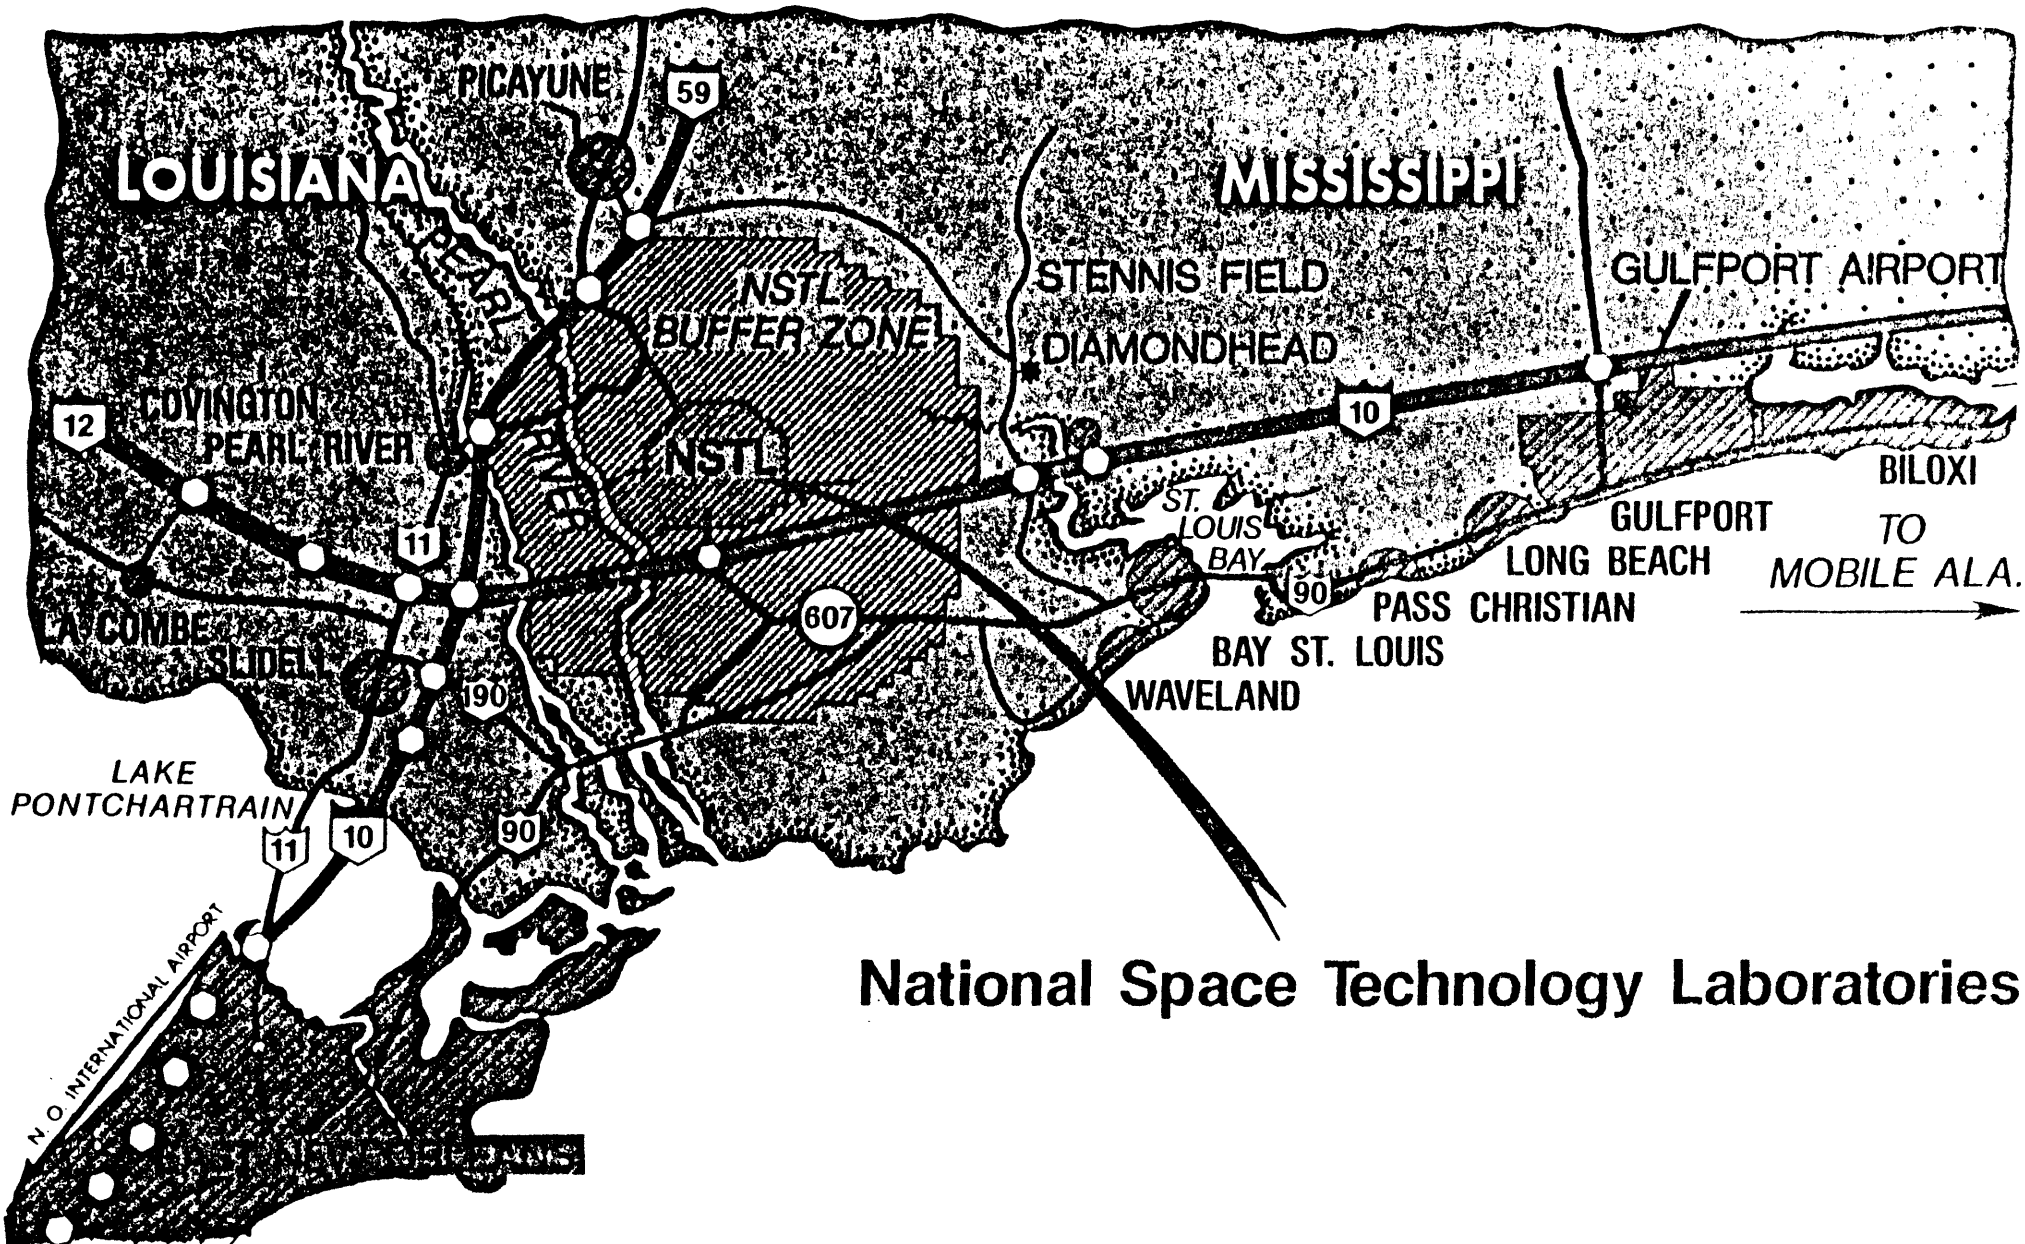 PICAYUNE
59
LOUISIANA
MISSISSIPPI
PEARL
RIVER
NSTL
BUFFER ZONE
STENNIS FIELD
GULFPORT AIRPORT
DIAMONDHEAD
12
COVINGTON
PEARL RIVER
10
NSTL
BILOXI
11
ST.
LOUIS
BAY
GULFPORT
TO
LONG BEACH
MOBILE ALA.
90
PASS CHRISTIAN
607
LA COMBE
SLIDELL
BAY ST. LOUIS
190
WAVELAND
LAKE
PONTCHARTRAIN
11
10
90
N. O. INTERNATIONAL AIRPORT
National Space Technology Laboratories